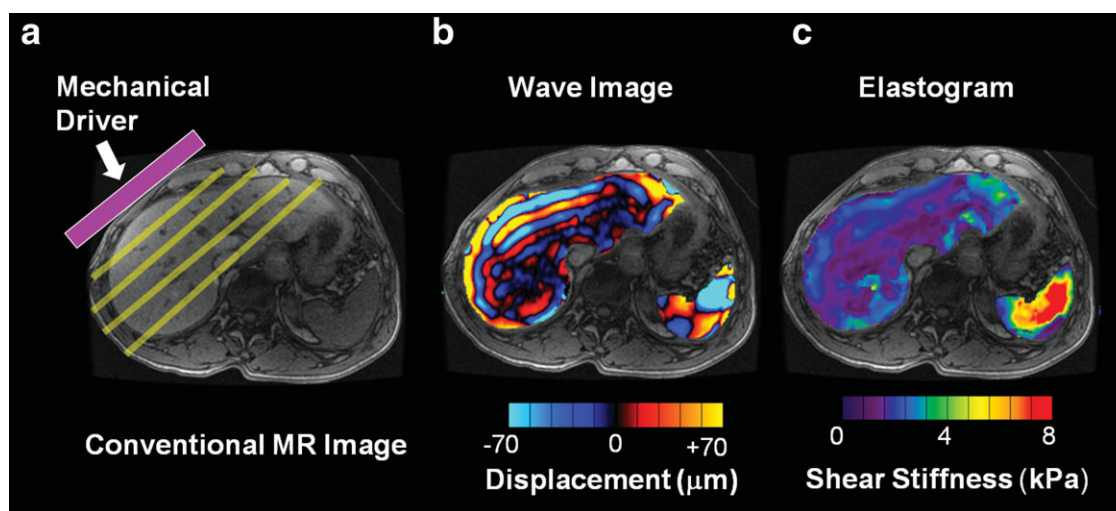 a
Mechanical
Driver
Conventional MR Image
b
Wave Image
-70
0
+70
Displacement (μm)
c
Elastogram
0
4
8
Shear Stiffness (kPa)